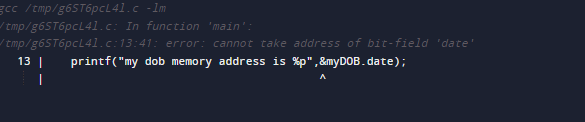 gcc /tmp/g6ST6pcL4l.c -lm
/tmp/g6ST6pcL4l.c: In function 'main':
/tmp/g6ST6pcL4l.c:13:41: error: cannot take address of bit-field 'date'
13 |    printf("my dob memory address is %p",&myDOB.date);
|                                         ^